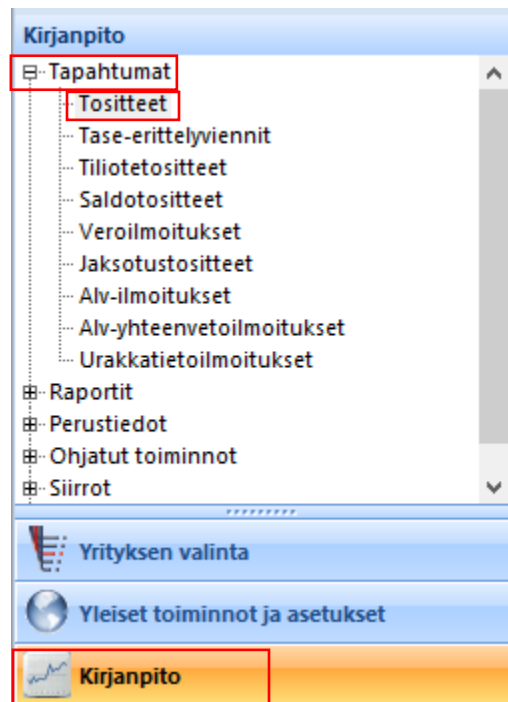 Kirjanpito
Tapahtumat
Tositteet
Tase-erittelyviennit
Tiliotetositteet
Saldotositteet
Veroilmoitukset
Jaksotustositteet
Alv-ilmoitukset
Alv-yhteenvetoilmoitukset
Urakkatietoilmoitukset
Raportit
Perustiedot
Ohjatut toiminnot
Siirrot
Yrityksen valinta
Yleiset toiminnot ja asetukset
Kirjanpito